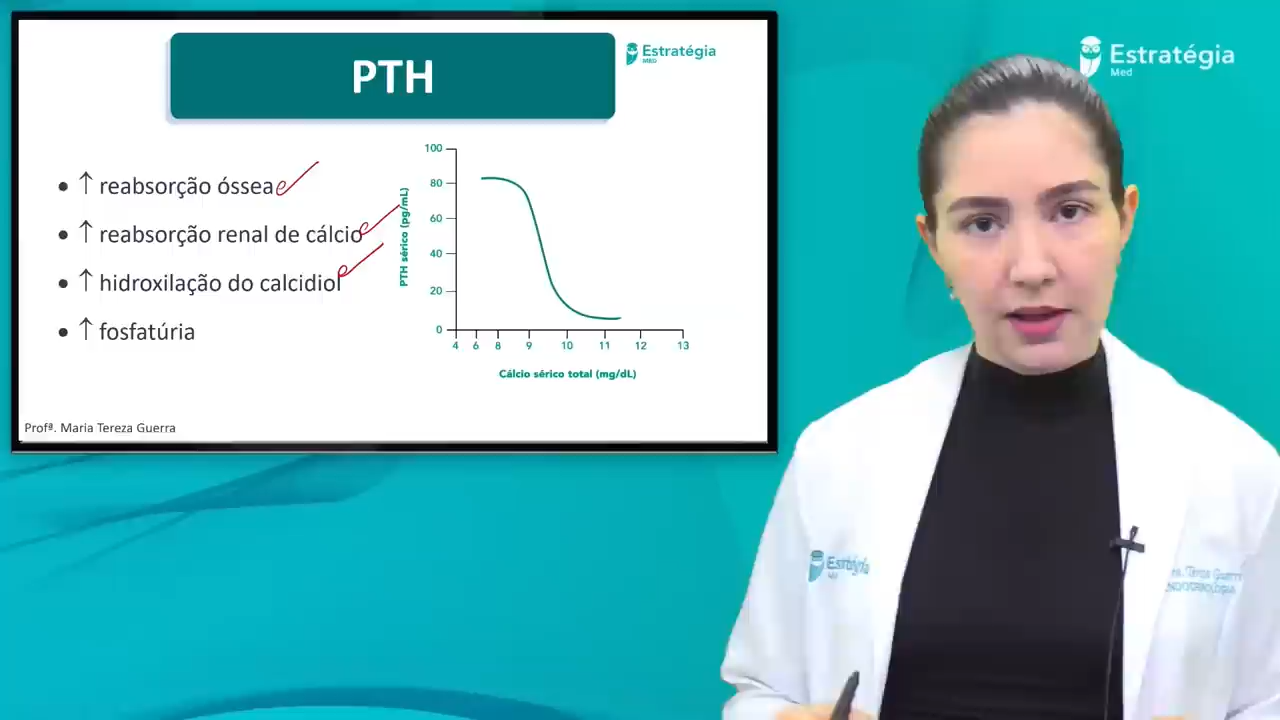 PTH
Estratégia
MED
Estratégia
Med
• ↑ reabsorção óssea
• ↑ reabsorção renal de cálcio
• ↑ hidroxilação do calcidiol
• ↑ fosfatúria
PTH sérico (pg/mL)
100
80
60
40
20
0
4 6 8 9 10 11 12 13
Cálcio sérico total (mg/dL)
Profª. Maria Tereza Guerra
Estratégia